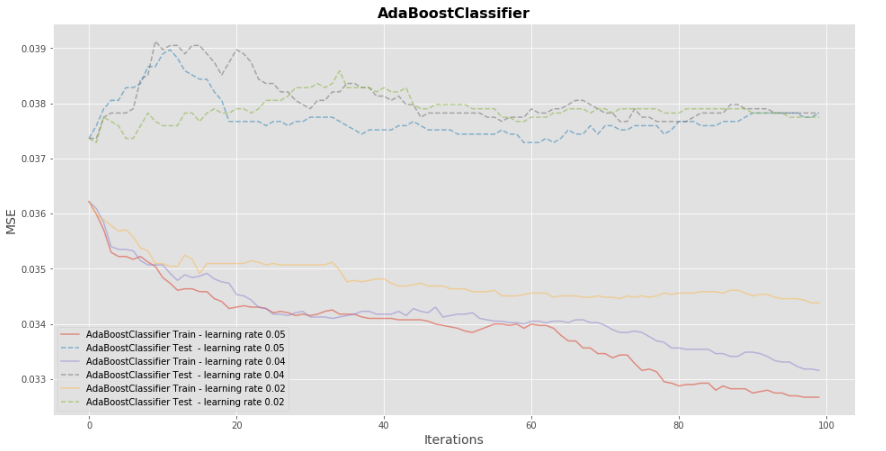 AdaBoostClassifier
0.039
0.038
0.037
0.036
0.035
0.034
0.033
MSE
AdaBoostClassifier Train - learning rate 0.05
AdaBoostClassifier Test  - learning rate 0.05
AdaBoostClassifier Train - learning rate 0.04
AdaBoostClassifier Test  - learning rate 0.04
AdaBoostClassifier Train - learning rate 0.02
AdaBoostClassifier Test  - learning rate 0.02
0 20 40 60 80 100
Iterations